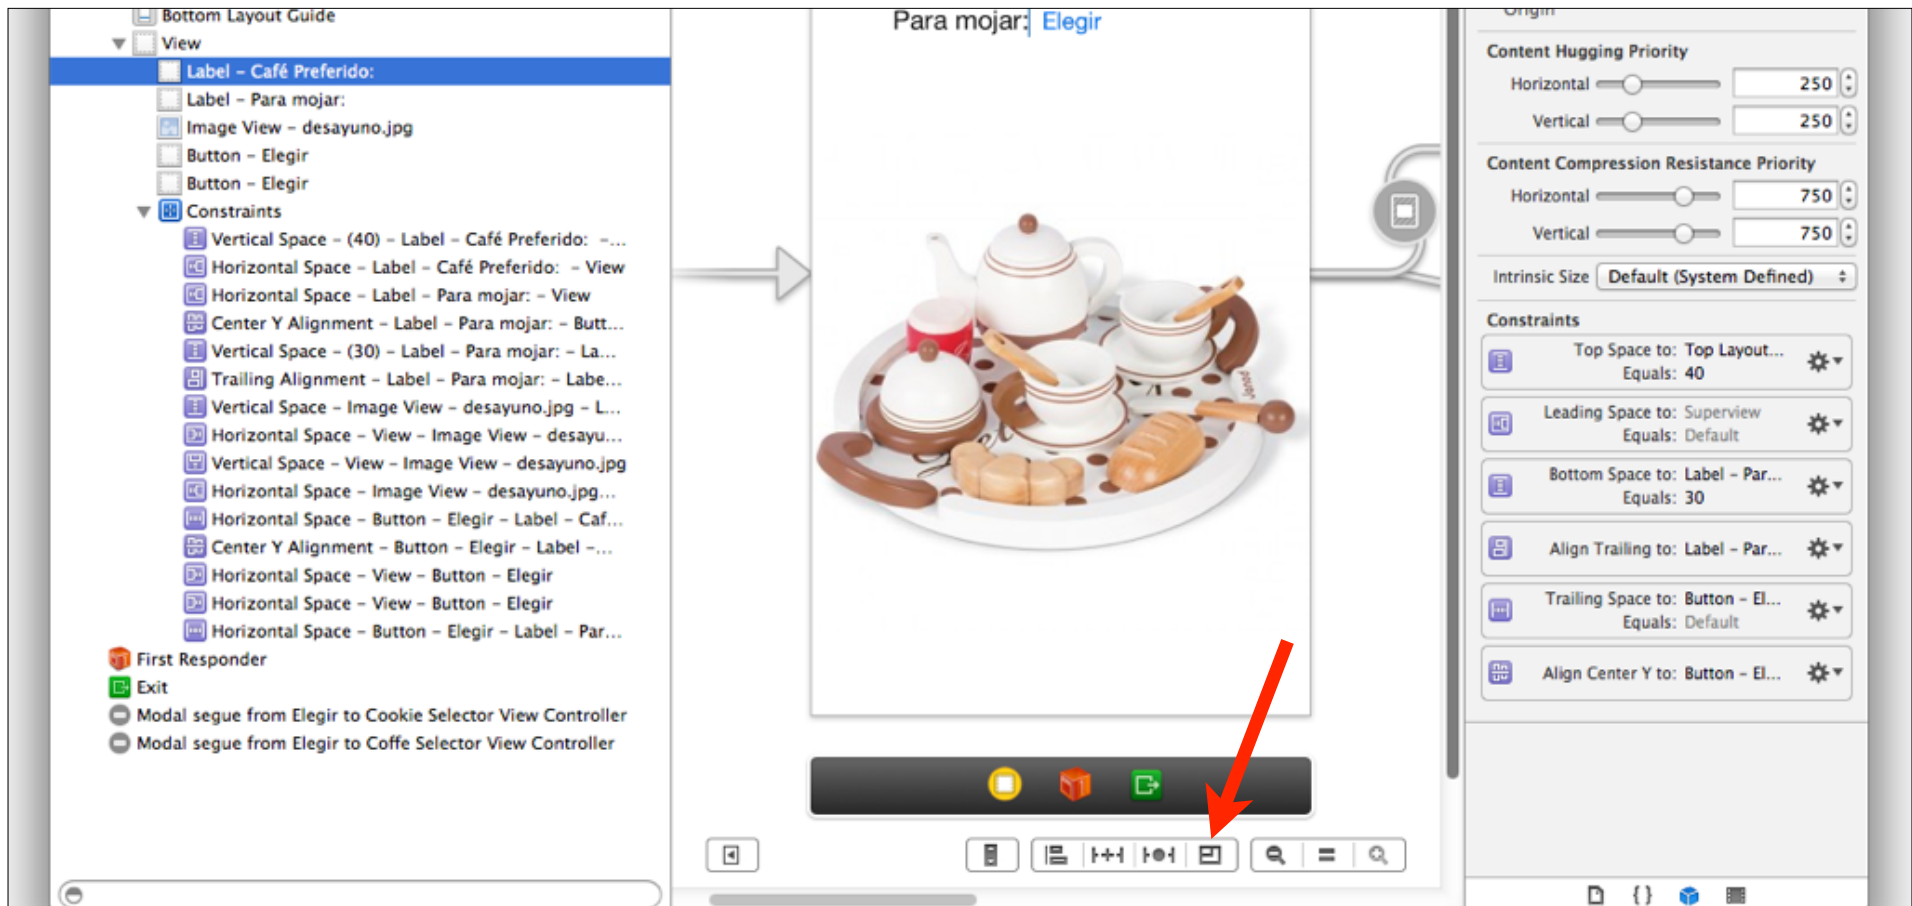 Bottom Layout Guide
View
Label – Café Preferido:
Label – Para mojar:
Image View – desayuno.jpg
Button – Elegir
Button – Elegir
Constraints
Vertical Space – (40) – Label – Café Preferido: –...
Horizontal Space – Label – Café Preferido: – View
Horizontal Space – Label – Para mojar: – View
Center Y Alignment – Label – Para mojar: – Butt...
Vertical Space – (30) – Label – Para mojar: – La...
Trailing Alignment – Label – Para mojar: – Labe...
Vertical Space – Image View – desayuno.jpg – L...
Horizontal Space – View – Image View – desayu...
Vertical Space – View – Image View – desayuno.jpg
Horizontal Space – Image View – desayuno.jpg...
Horizontal Space – Button – Elegir – Label – Caf...
Center Y Alignment – Button – Elegir – Label –...
Horizontal Space – View – Button – Elegir
Horizontal Space – View – Button – Elegir
Horizontal Space – Button – Elegir – Label – Par...
First Responder
Exit
Modal segue from Elegir to Cookie Selector View Controller
Modal segue from Elegir to Coffe Selector View Controller
Para mojar: Elegir
Janod
Origin
Content Hugging Priority
Horizontal 250
Vertical 250
Content Compression Resistance Priority
Horizontal 750
Vertical 750
Intrinsic Size Default (System Defined)
Constraints
Top Space to: Top Layout...
Equals: 40
Leading Space to: Superview
Equals: Default
Bottom Space to: Label – Par...
Equals: 30
Align Trailing to: Label – Par...
Trailing Space to: Button – El...
Equals: Default
Align Center Y to: Button – El...